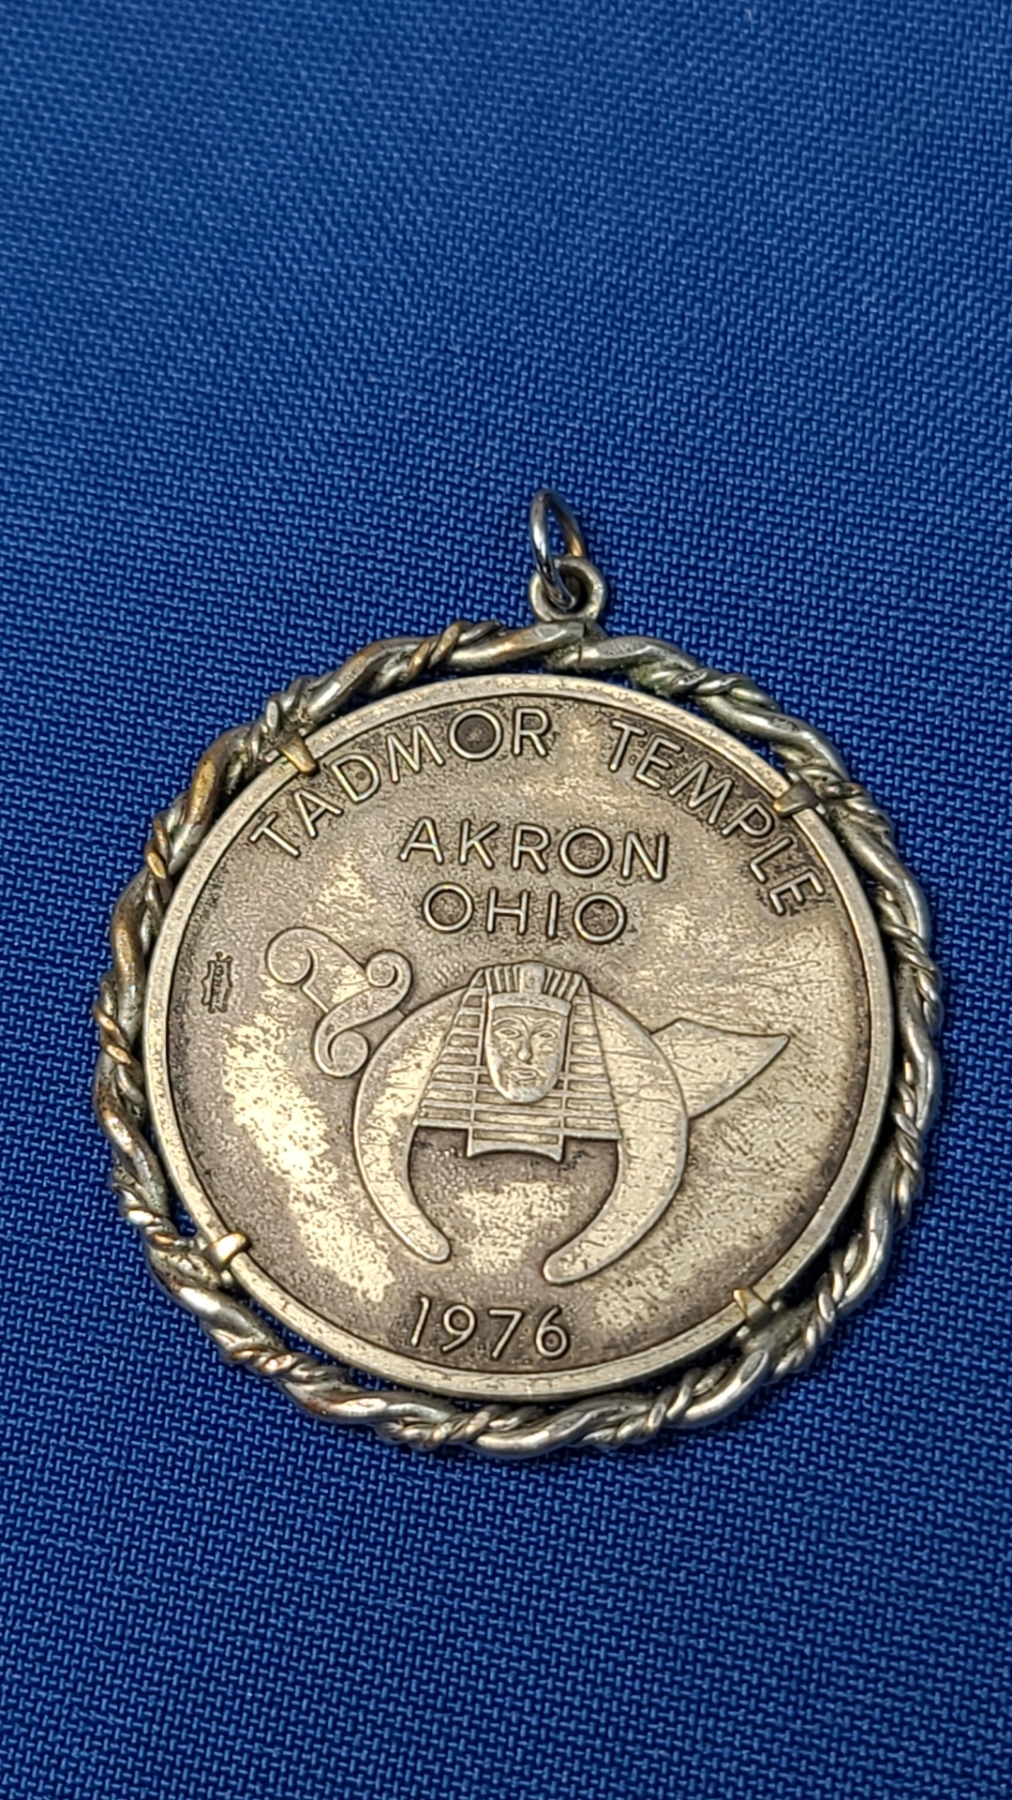 TADMOR TEMPLE
AKRON
OHIO
1976